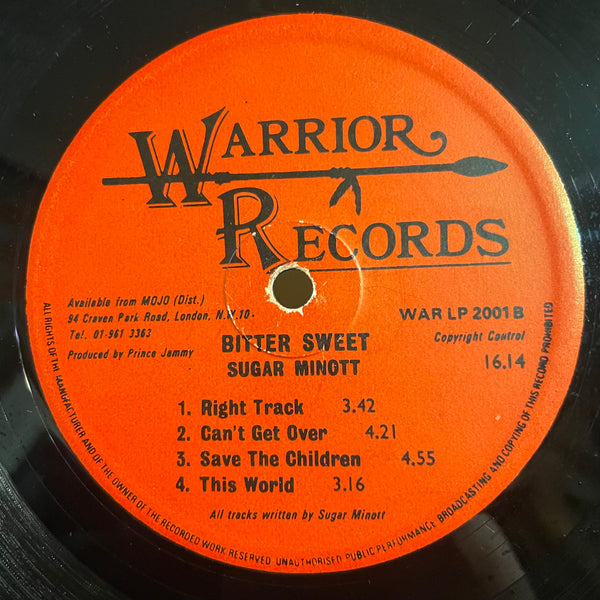 WARRIOR
RECORDS
Available from MOJO (Dist.)
94 Craven Park Road, London, N.W.10-
Tel. 01-961 3363
Produced by Prince Jammy
WAR LP 2001 B
Copyright Control
16.14
BITTER SWEET
SUGAR MINOTT
1. Right Track 3.42
2. Can't Get Over 4.21
3. Save The Children 4.55
4. This World 3.16
All tracks written by Sugar Minott
ALL RIGHTS OF THE MANUFACTURER AND OF THE OWNER OF THE RECORDED WORK RESERVED. UNAUTHORISED PUBLIC PERFORMANCE BROADCASTING AND COPYING OF THIS RECORD PROHIBITED